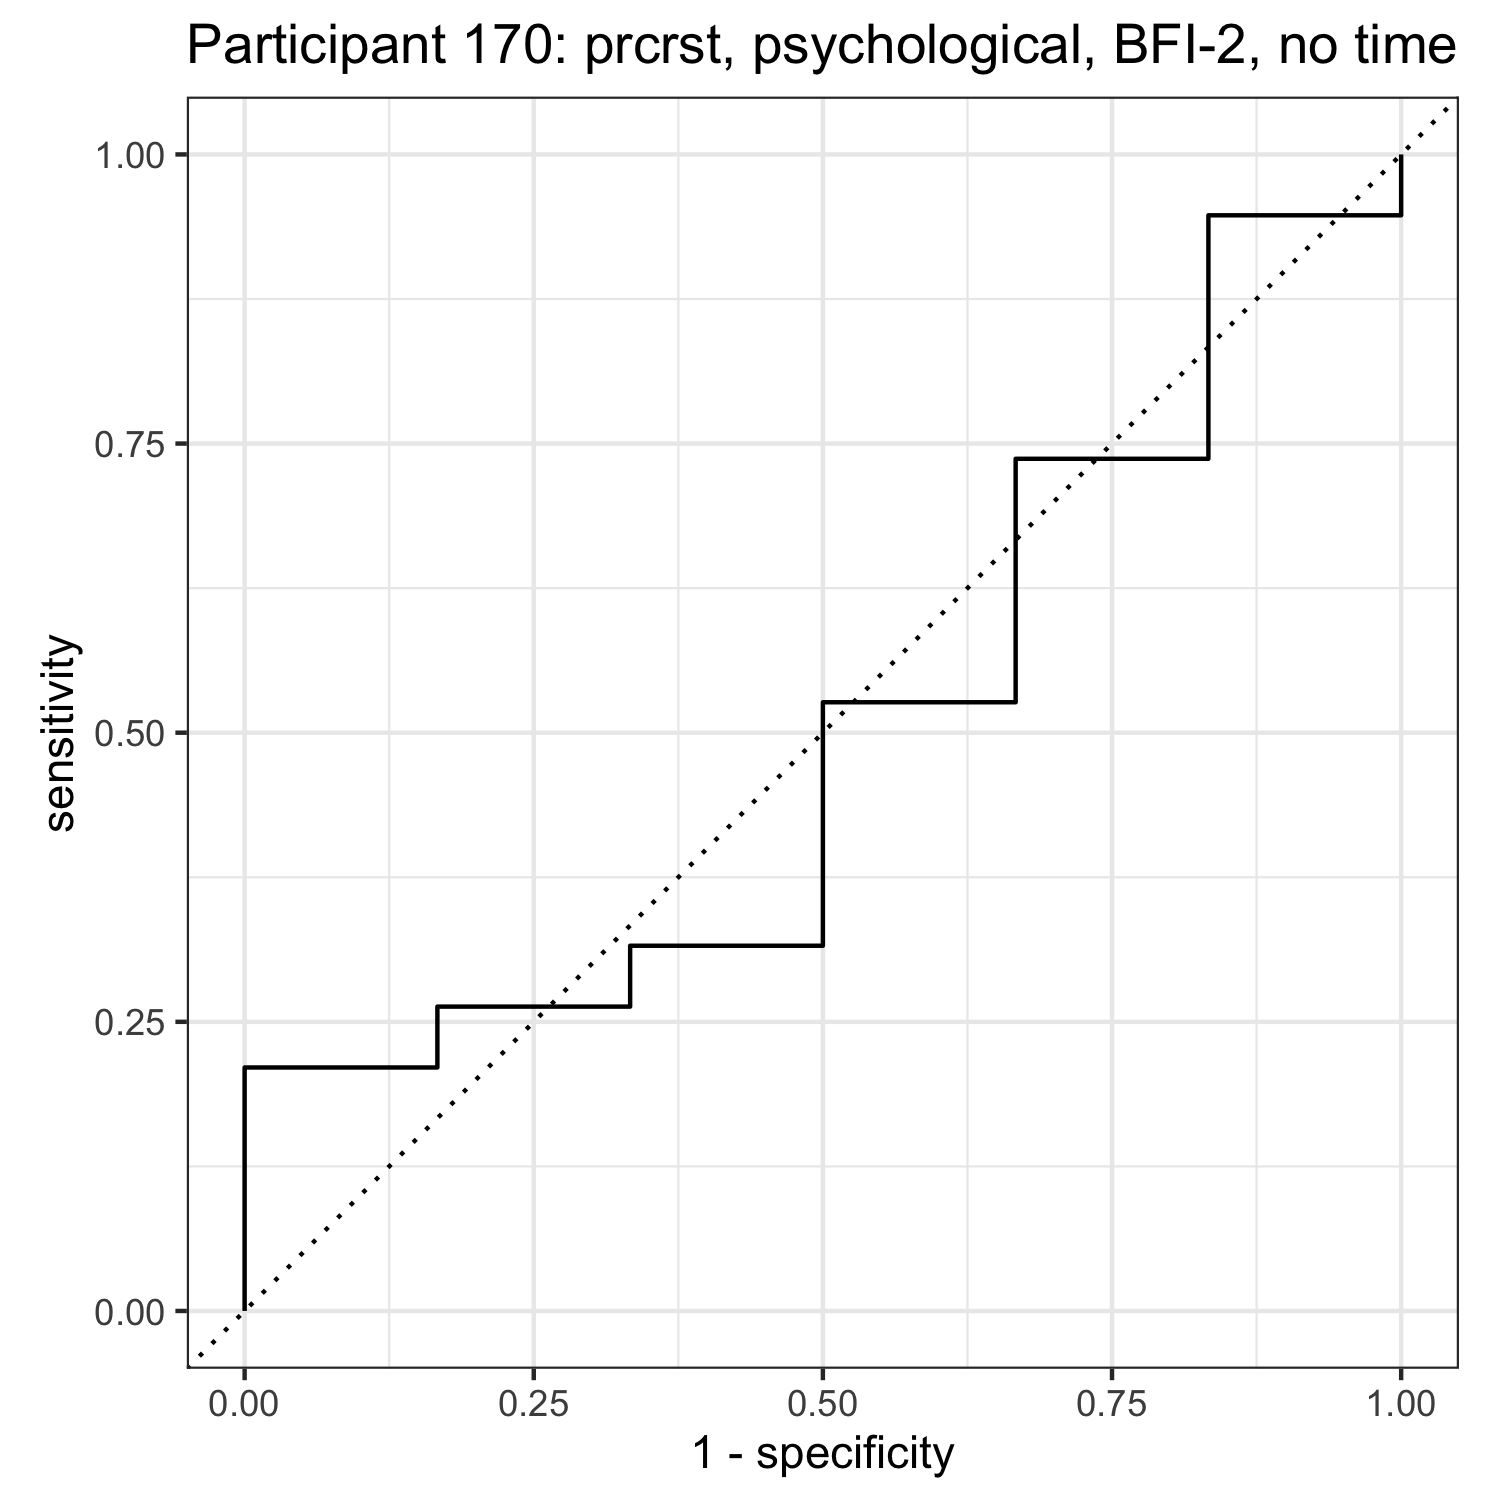 Participant 170: prcrst, psychological, BFI-2, no time
1.00
0.75
0.50
0.25
0.00
sensitivity
0.00 0.25 0.50 0.75 1.00
1 - specificity